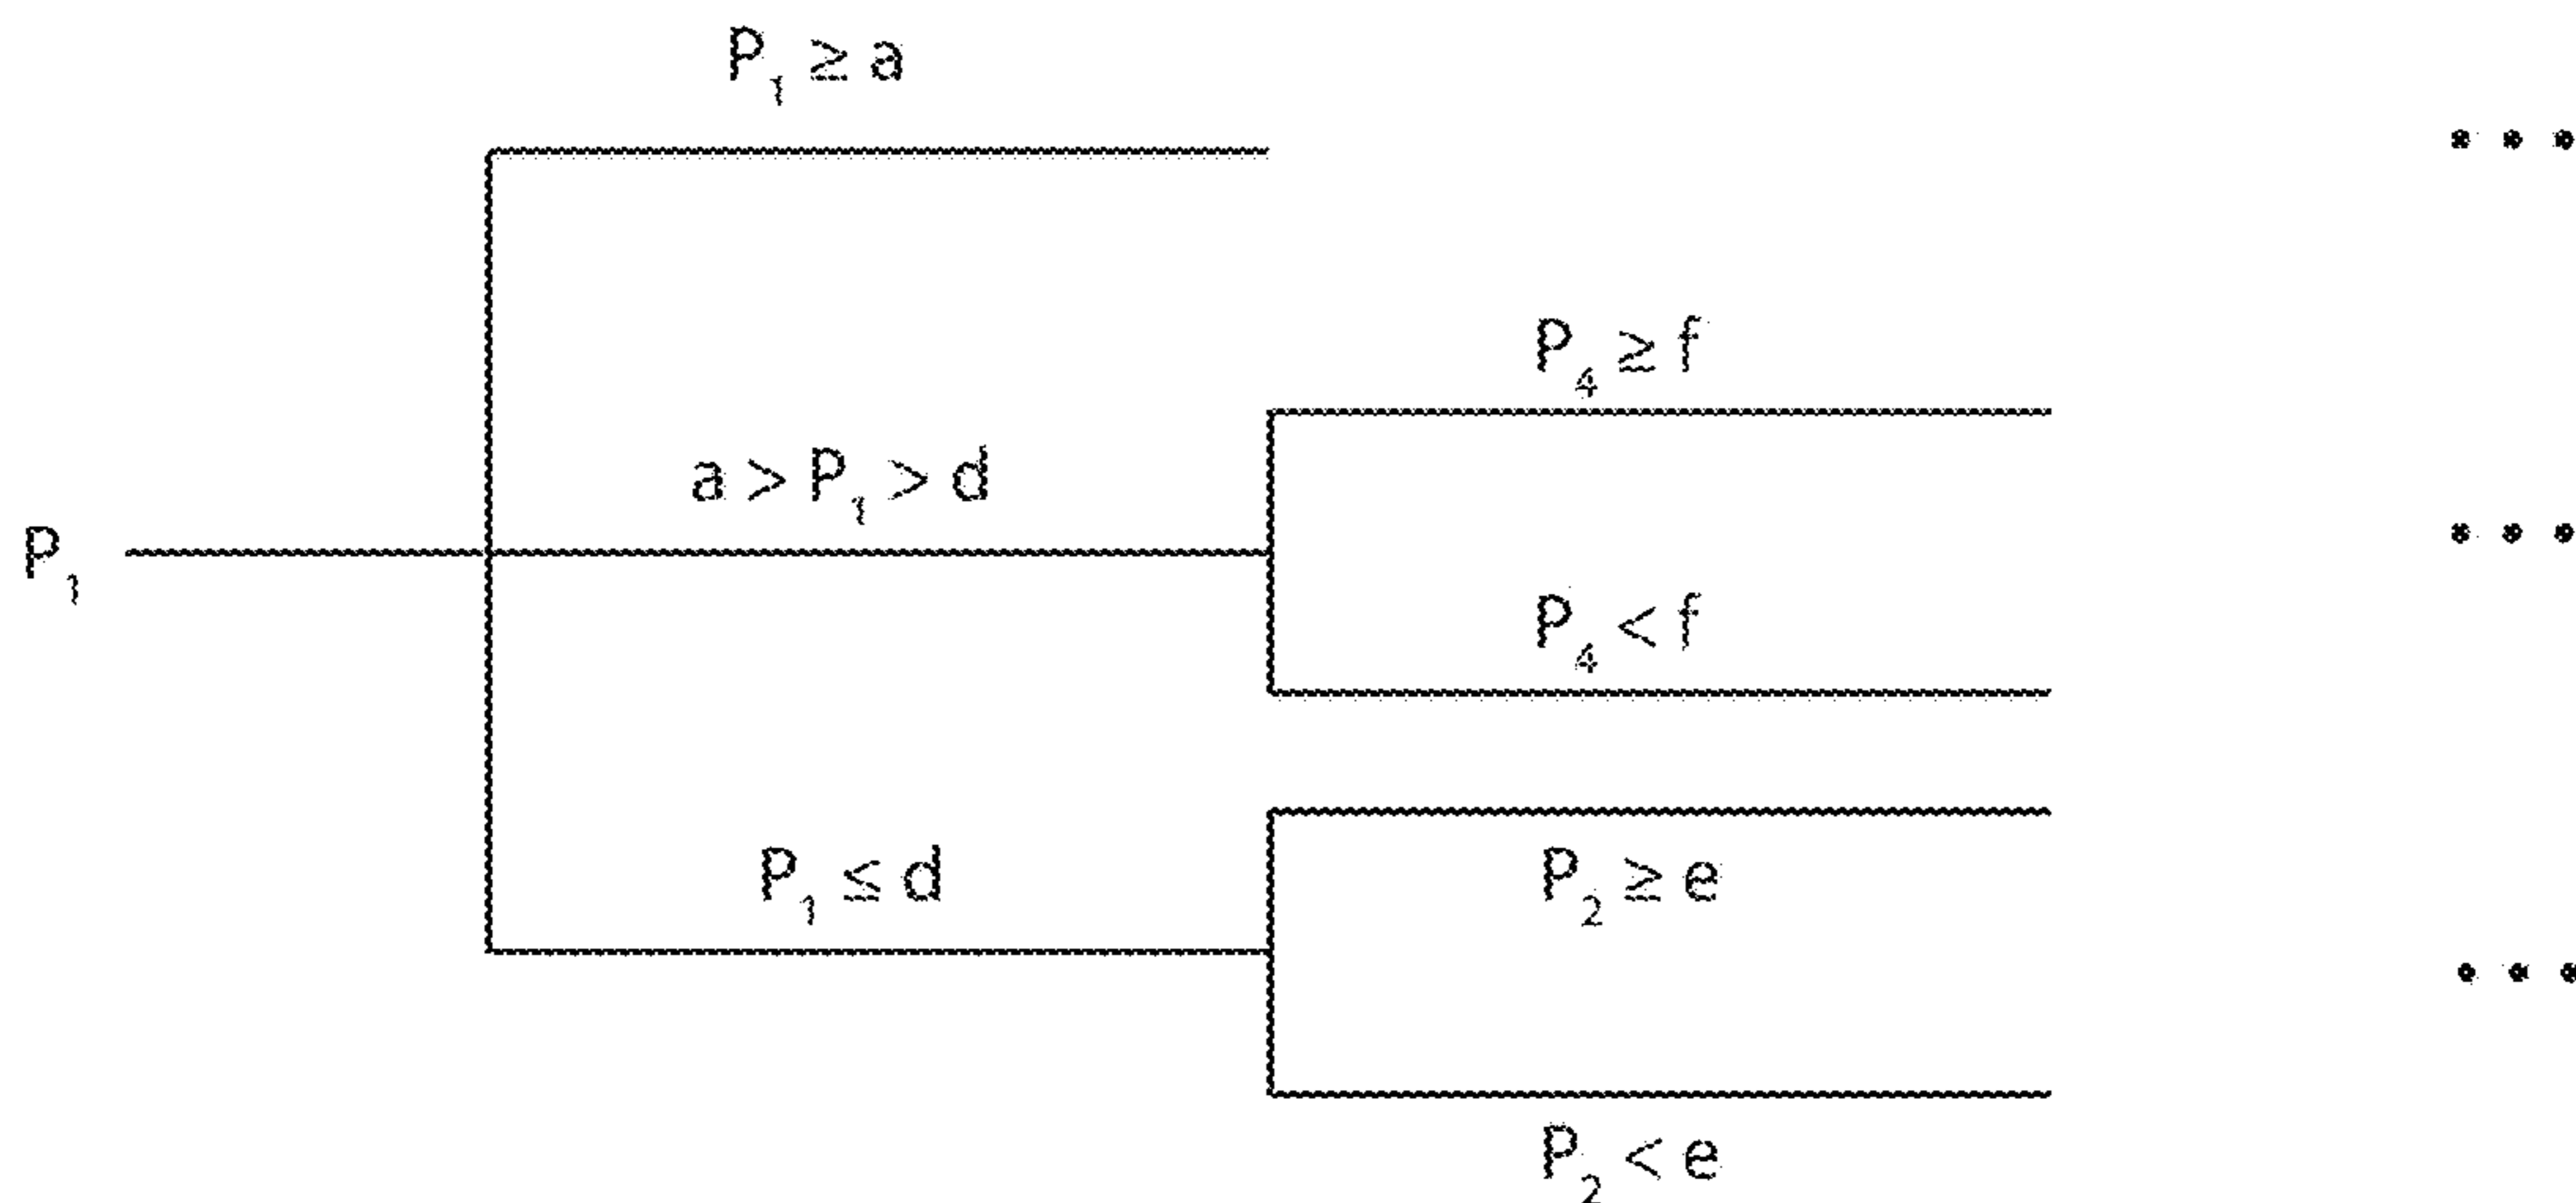 P₁ ≥ a
P₄ ≥ f
a > P₁ > d
P₁
P₄ < f
P₁ ≤ d
P₂ ≥ e
P₂ < e